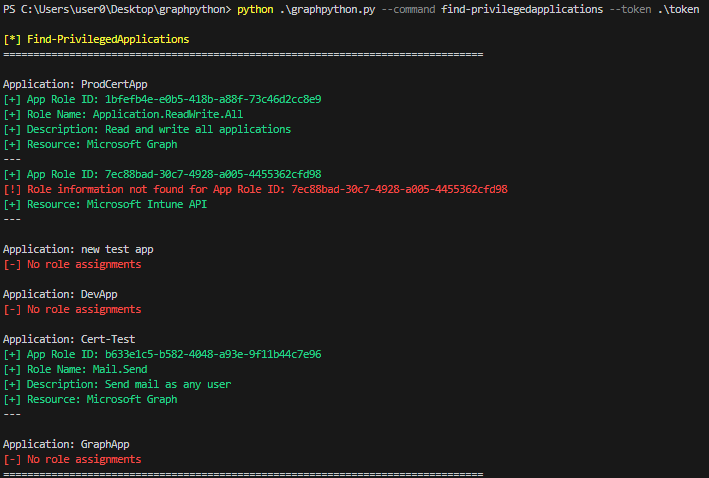 PS C:\Users\user0\Desktop\graphpython> python .\graphpython.py --command find-privilegedapplications --token .\token
[*] Find-PrivilegedApplications
================================================================================
Application: ProdCertApp
[+] App Role ID: 1bfefb4e-e0b5-418b-a88f-73c46d2cc8e9
[+] Role Name: Application.ReadWrite.All
[+] Description: Read and write all applications
[+] Resource: Microsoft Graph
---
[+] App Role ID: 7ec88bad-30c7-4928-a005-4455362cfd98
[!] Role information not found for App Role ID: 7ec88bad-30c7-4928-a005-4455362cfd98
[+] Resource: Microsoft Intune API
---
Application: new test app
[-] No role assignments
Application: DevApp
[-] No role assignments
Application: Cert-Test
[+] App Role ID: b633e1c5-b582-4048-a93e-9f11b44c7e96
[+] Role Name: Mail.Send
[+] Description: Send mail as any user
[+] Resource: Microsoft Graph
---
Application: GraphApp
[-] No role assignments
================================================================================